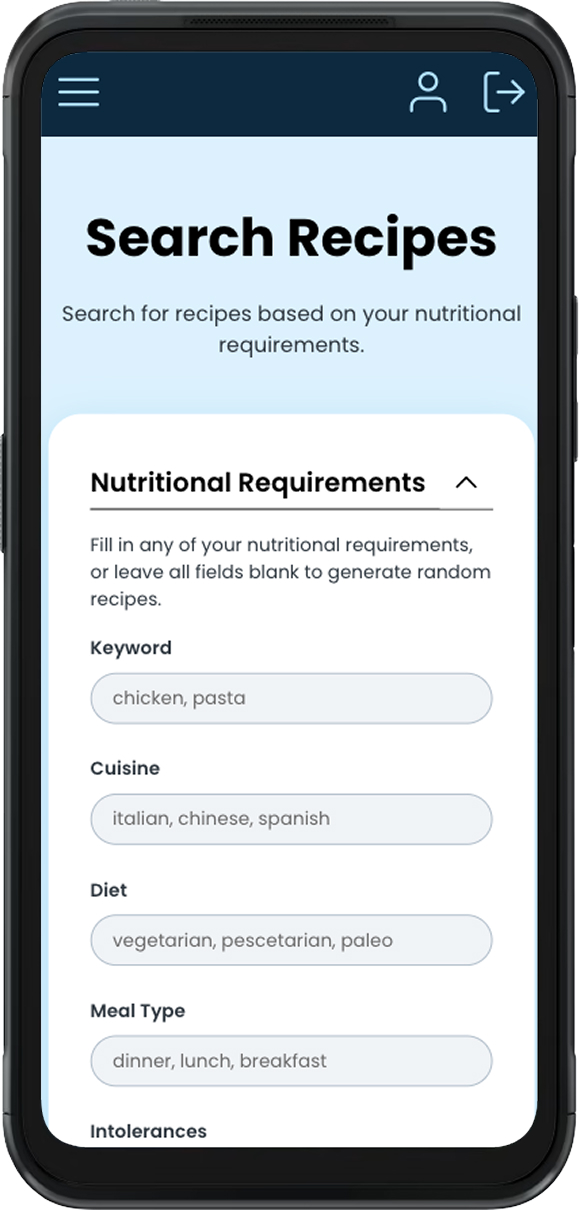 Search Recipes
Search for recipes based on your nutritional
requirements.
Nutritional Requirements
Fill in any of your nutritional requirements,
or leave all fields blank to generate random
recipes.
Keyword
chicken, pasta
Cuisine
italian, chinese, spanish
Diet
vegetarian, pescetarian, paleo
Meal Type
dinner, lunch, breakfast
Intolerances